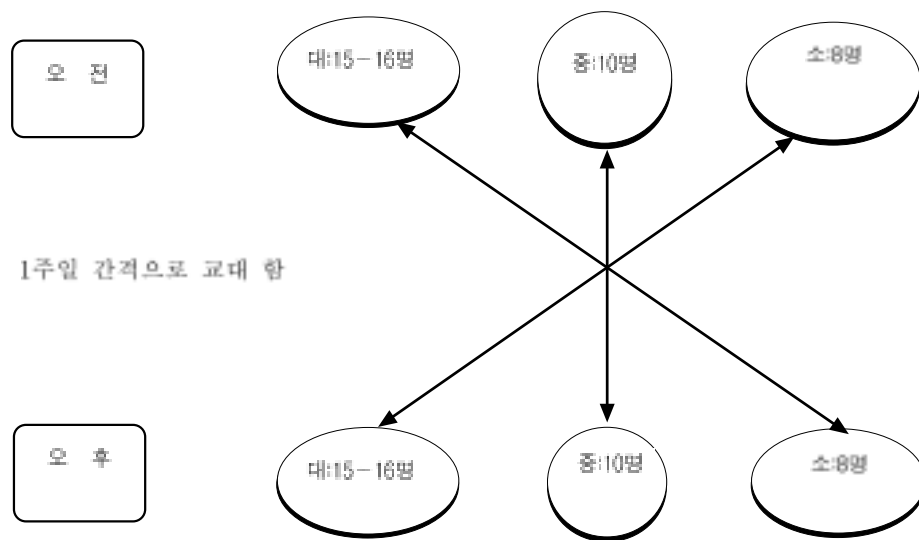 오 전
대:15-16명
중:10명
소:8명
1주일 간격으로 교대 함
오 후
대:15-16명
중:10명
소:8명